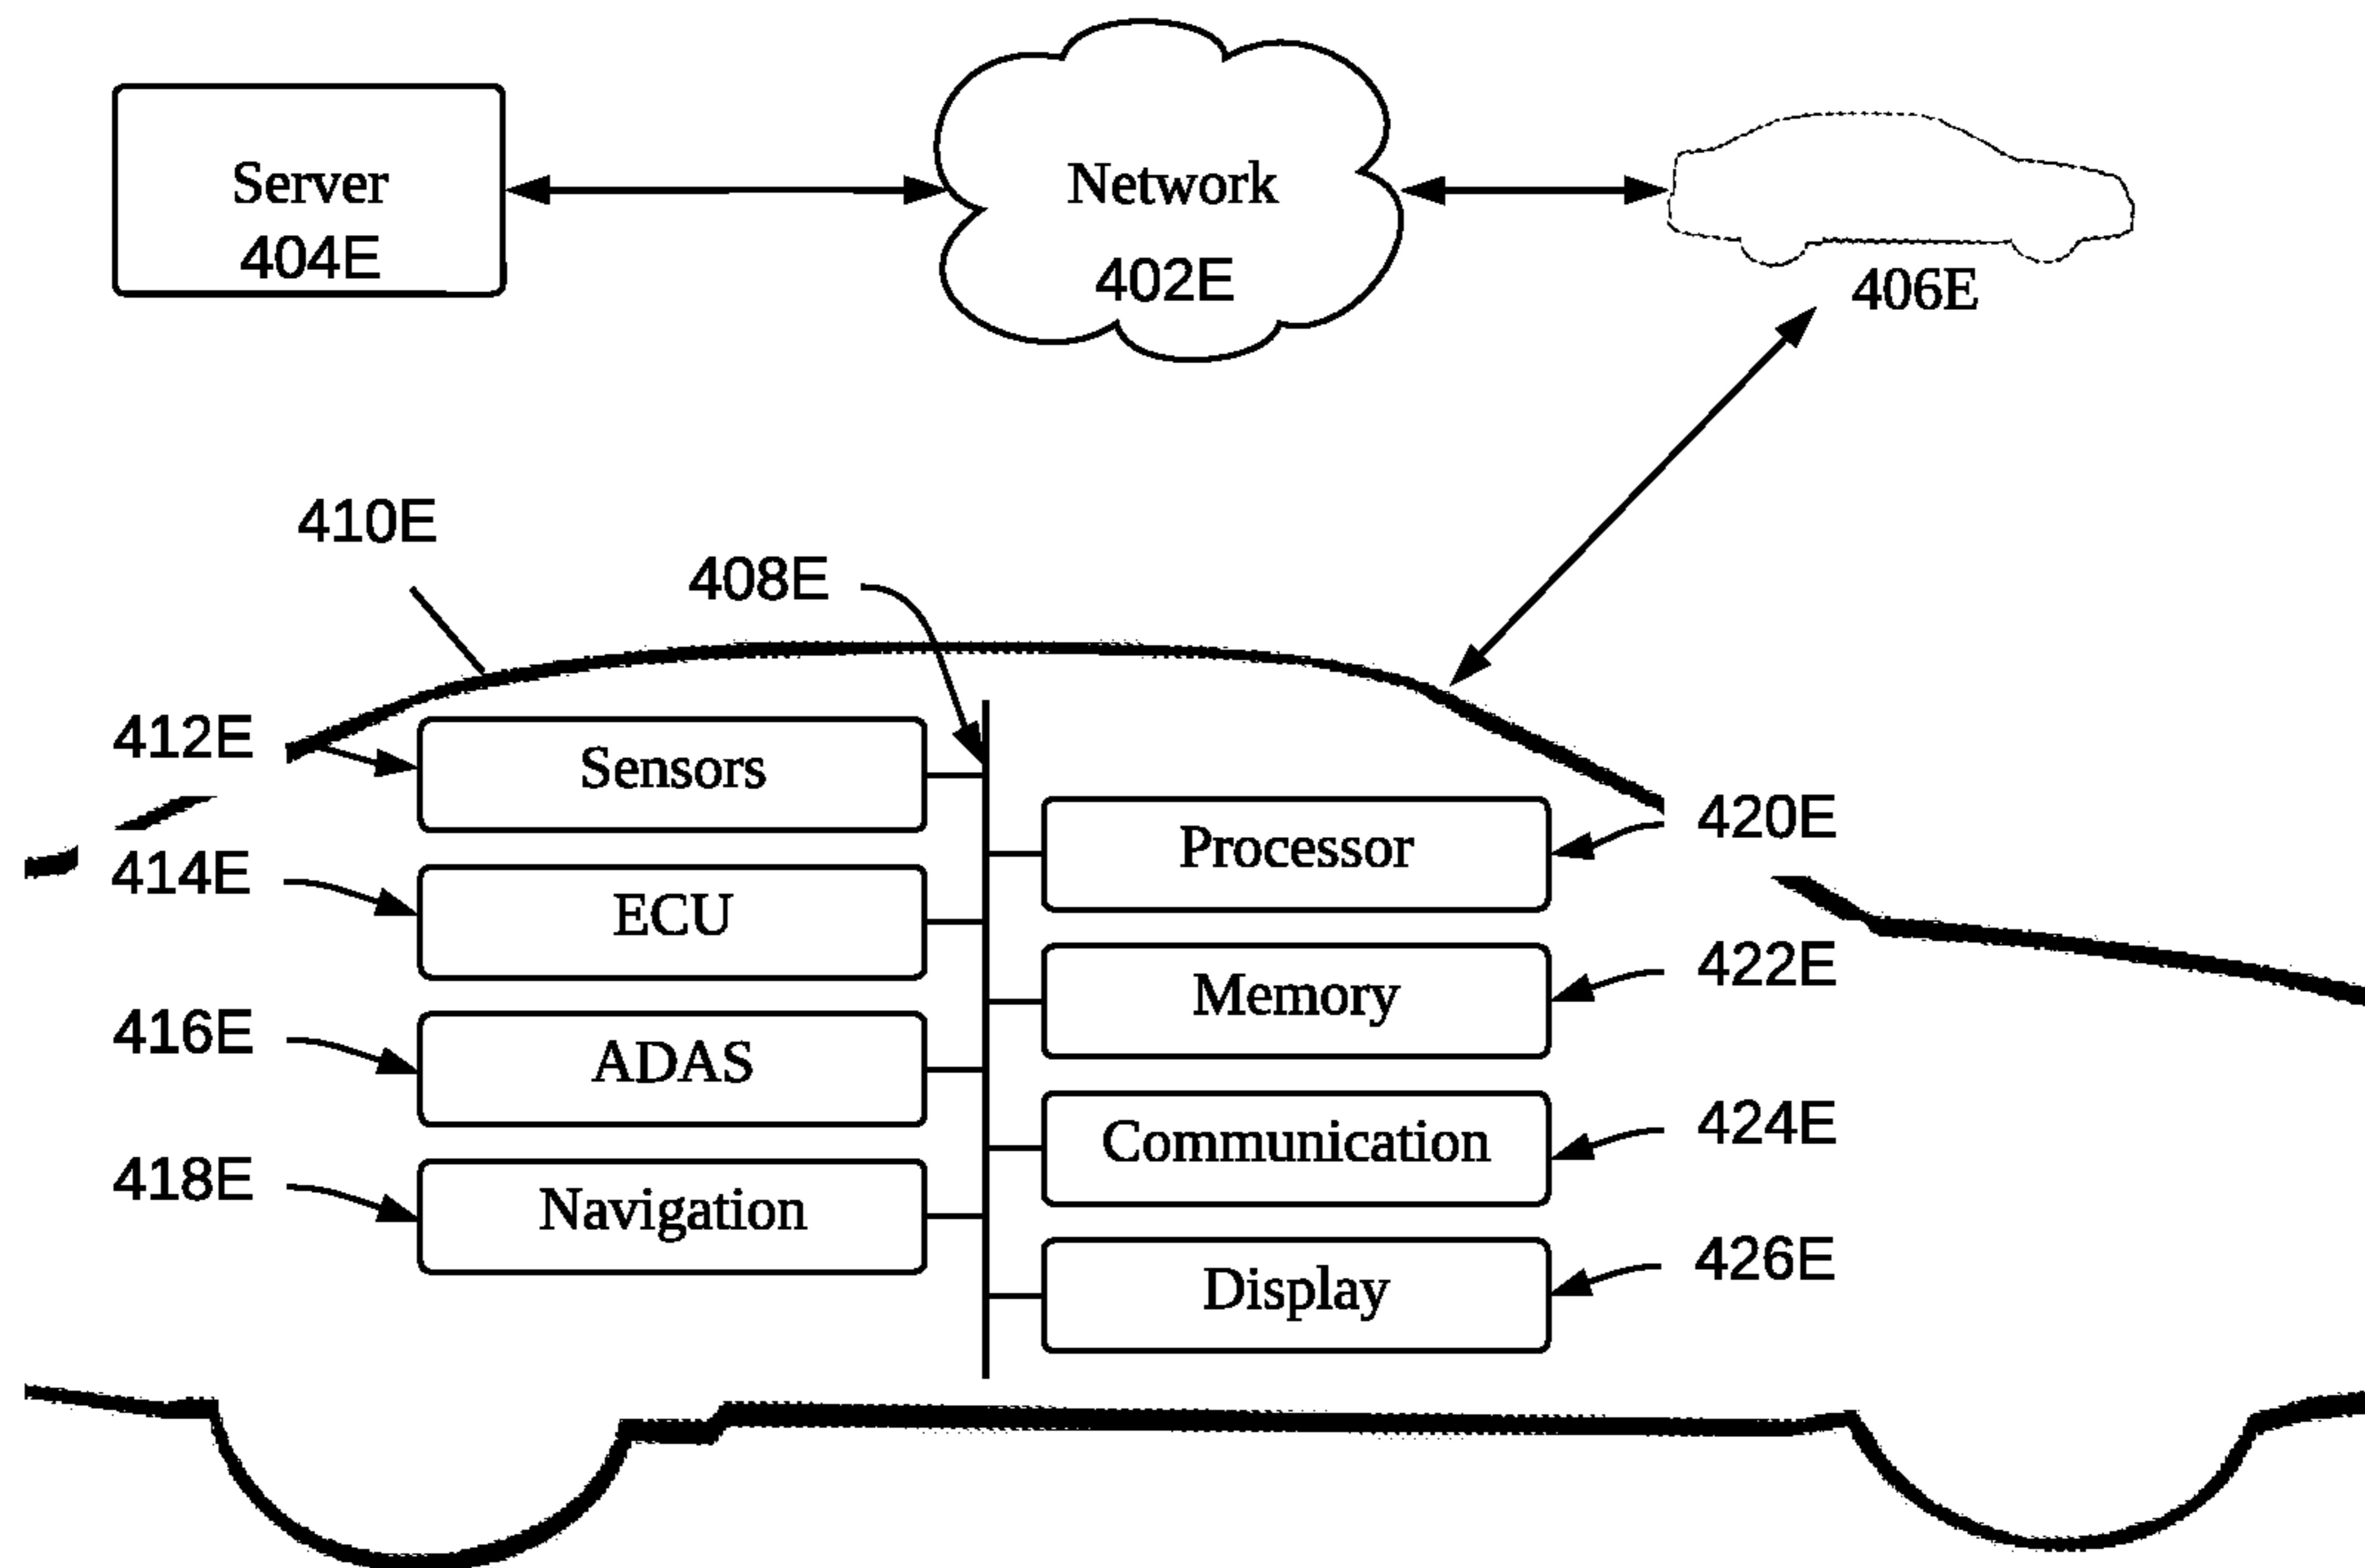 Server
404E
Network
402E
406E
410E
408E
412E
Sensors
420E
Processor
414E
ECU
422E
Memory
416E
ADAS
424E
Communication
418E
Navigation
426E
Display